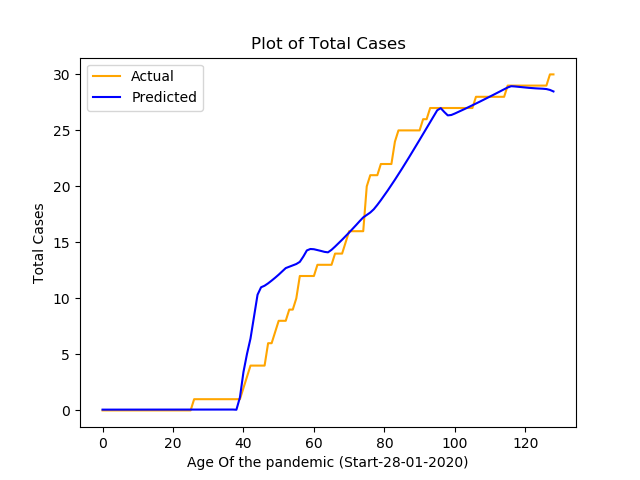 Plot of Total Cases
Actual
Predicted
Total Cases
30
25
20
15
10
5
0
0 20 40 60 80 100 120
Age Of the pandemic (Start-28-01-2020)